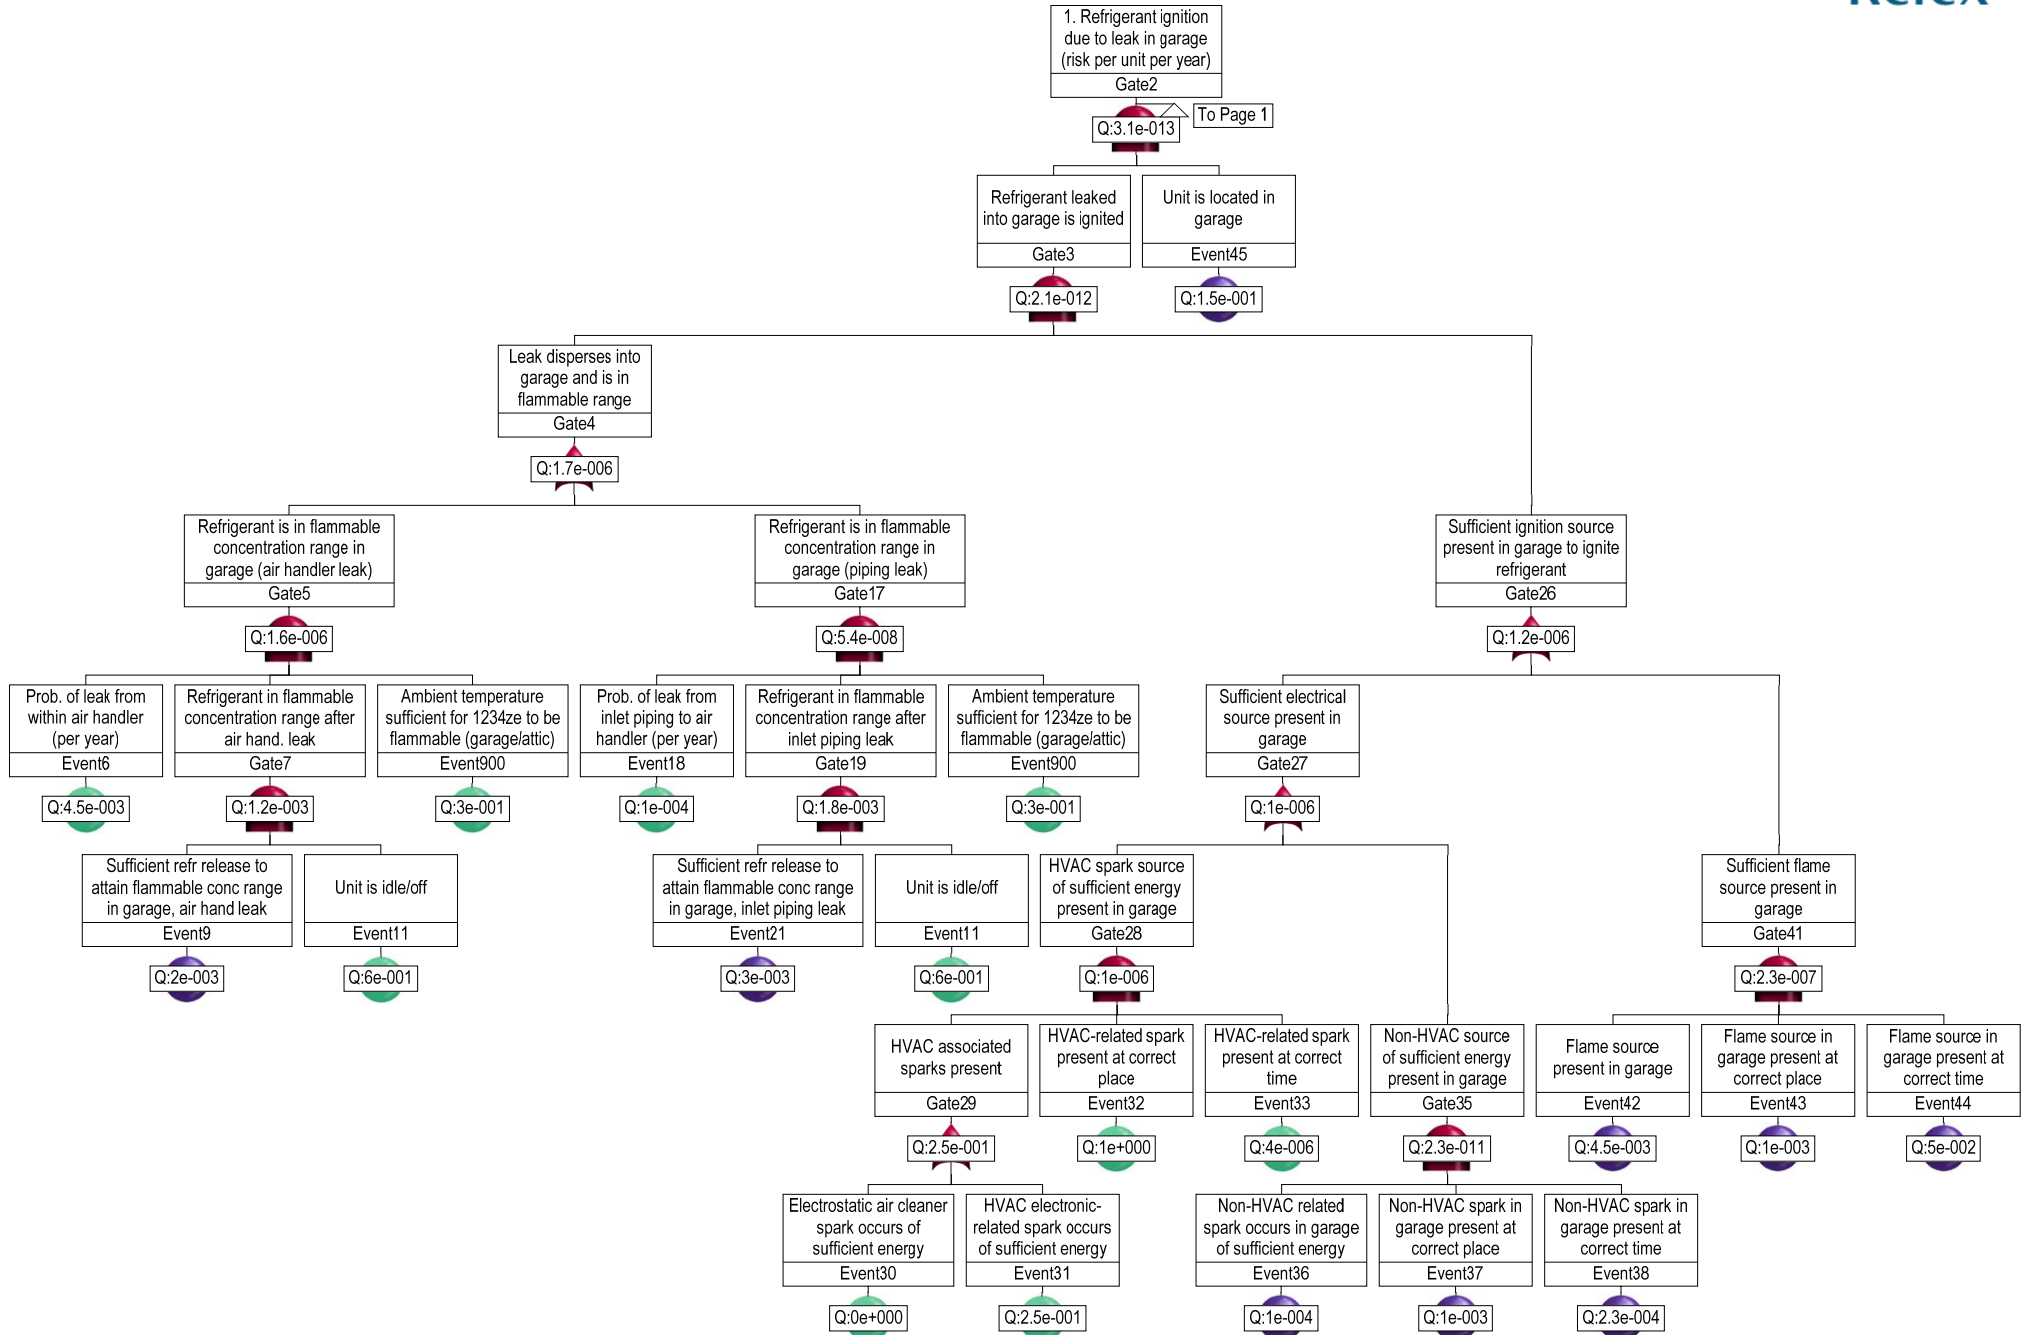 Relex
1. Refrigerant ignition
due to leak in garage
(risk per unit per year)
Gate2
Q:3.1e-013
To Page 1
Refrigerant leaked
into garage is ignited
Gate3
Q:2.1e-012
Unit is located in
garage
Event45
Q:1.5e-001
Leak disperses into
garage and is in
flammable range
Gate4
Q:1.7e-006
Refrigerant is in flammable
concentration range in
garage (air handler leak)
Gate5
Q:1.6e-006
Refrigerant is in flammable
concentration range in
garage (piping leak)
Gate17
Q:5.4e-008
Sufficient ignition source
present in garage to ignite
refrigerant
Gate26
Q:1.2e-006
Prob. of leak from
within air handler
(per year)
Event6
Q:4.5e-003
Refrigerant in flammable
concentration range after
air hand. leak
Gate7
Q:1.2e-003
Ambient temperature
sufficient for 1234ze to be
flammable (garage/attic)
Event900
Q:3e-001
Prob. of leak from
inlet piping to air
handler (per year)
Event18
Q:1e-004
Refrigerant in flammable
concentration range after
inlet piping leak
Gate19
Q:1.8e-003
Ambient temperature
sufficient for 1234ze to be
flammable (garage/attic)
Event900
Q:3e-001
Sufficient electrical
source present in
garage
Gate27
Q:1e-006
Sufficient refr release to
attain flammable conc range
in garage, air hand leak
Event9
Q:2e-003
Unit is idle/off
Event11
Q:6e-001
Sufficient refr release to
attain flammable conc range
in garage, inlet piping leak
Event21
Q:3e-003
Unit is idle/off
Event11
Q:6e-001
HVAC spark source
of sufficient energy
present in garage
Gate28
Q:1e-006
Sufficient flame
source present in
garage
Gate41
Q:2.3e-007
HVAC associated
sparks present
Gate29
Q:2.5e-001
HVAC-related spark
present at correct
place
Event32
Q:1e+000
HVAC-related spark
present at correct
time
Event33
Q:4e-006
Non-HVAC source
of sufficient energy
present in garage
Gate35
Q:2.3e-011
Flame source
present in garage
Event42
Q:4.5e-003
Flame source in
garage present at
correct place
Event43
Q:1e-003
Flame source in
garage present at
correct time
Event44
Q:5e-002
Electrostatic air cleaner
spark occurs of
sufficient energy
Event30
Q:0e+000
HVAC electronic-
related spark occurs
of sufficient energy
Event31
Q:2.5e-001
Non-HVAC related
spark occurs in garage
of sufficient energy
Event36
Q:1e-004
Non-HVAC spark in
garage present at
correct place
Event37
Q:1e-003
Non-HVAC spark in
garage present at
correct time
Event38
Q:2.3e-004